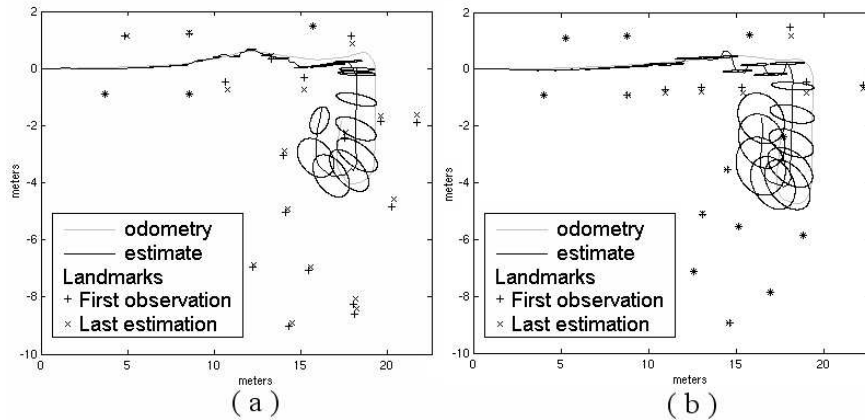 2
0
-2
-4
-6
-8
-10
meters
odometry
estimate
Landmarks
+ First observation
× Last estimation
0 5 10 15 20
meters
( a )
2
0
-2
-4
-6
-8
-10
meters
odometry
estimate
Landmarks
+ First observation
× Last estimation
0 5 10 15 20
meters
( b )